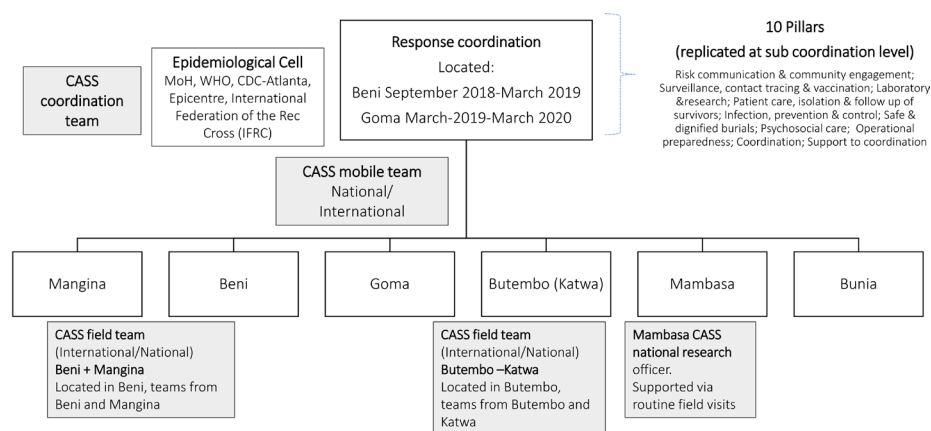 CASS
coordination
team
Epidemiological Cell
MoH, WHO, CDC-Atlanta,
Epicentre, International
Federation of the Rec
Cross (IFRC)
Response coordination
Located:
Beni September 2018-March 2019
Goma March-2019-March 2020
10 Pillars
(replicated at sub coordination level)
Risk communication & community engagement;
Surveillance, contact tracing & vaccination; Laboratory
&research; Patient care, isolation & follow up of
survivors; Infection, prevention & control; Safe &
dignified burials; Psychosocial care;  Operational
preparedness; Coordination; Support to coordination
CASS mobile team
National/
International
Mangina
Beni
Goma
Butembo (Katwa)
Mambasa
Bunia
CASS field team
(International/National)
Beni + Mangina
Located in Beni, teams from
Beni and Mangina
CASS field team
(International/National)
Butembo –Katwa
Located in Butembo,
teams from Butembo and
Katwa
Mambasa CASS
national research
officer.
Supported via
routine field visits